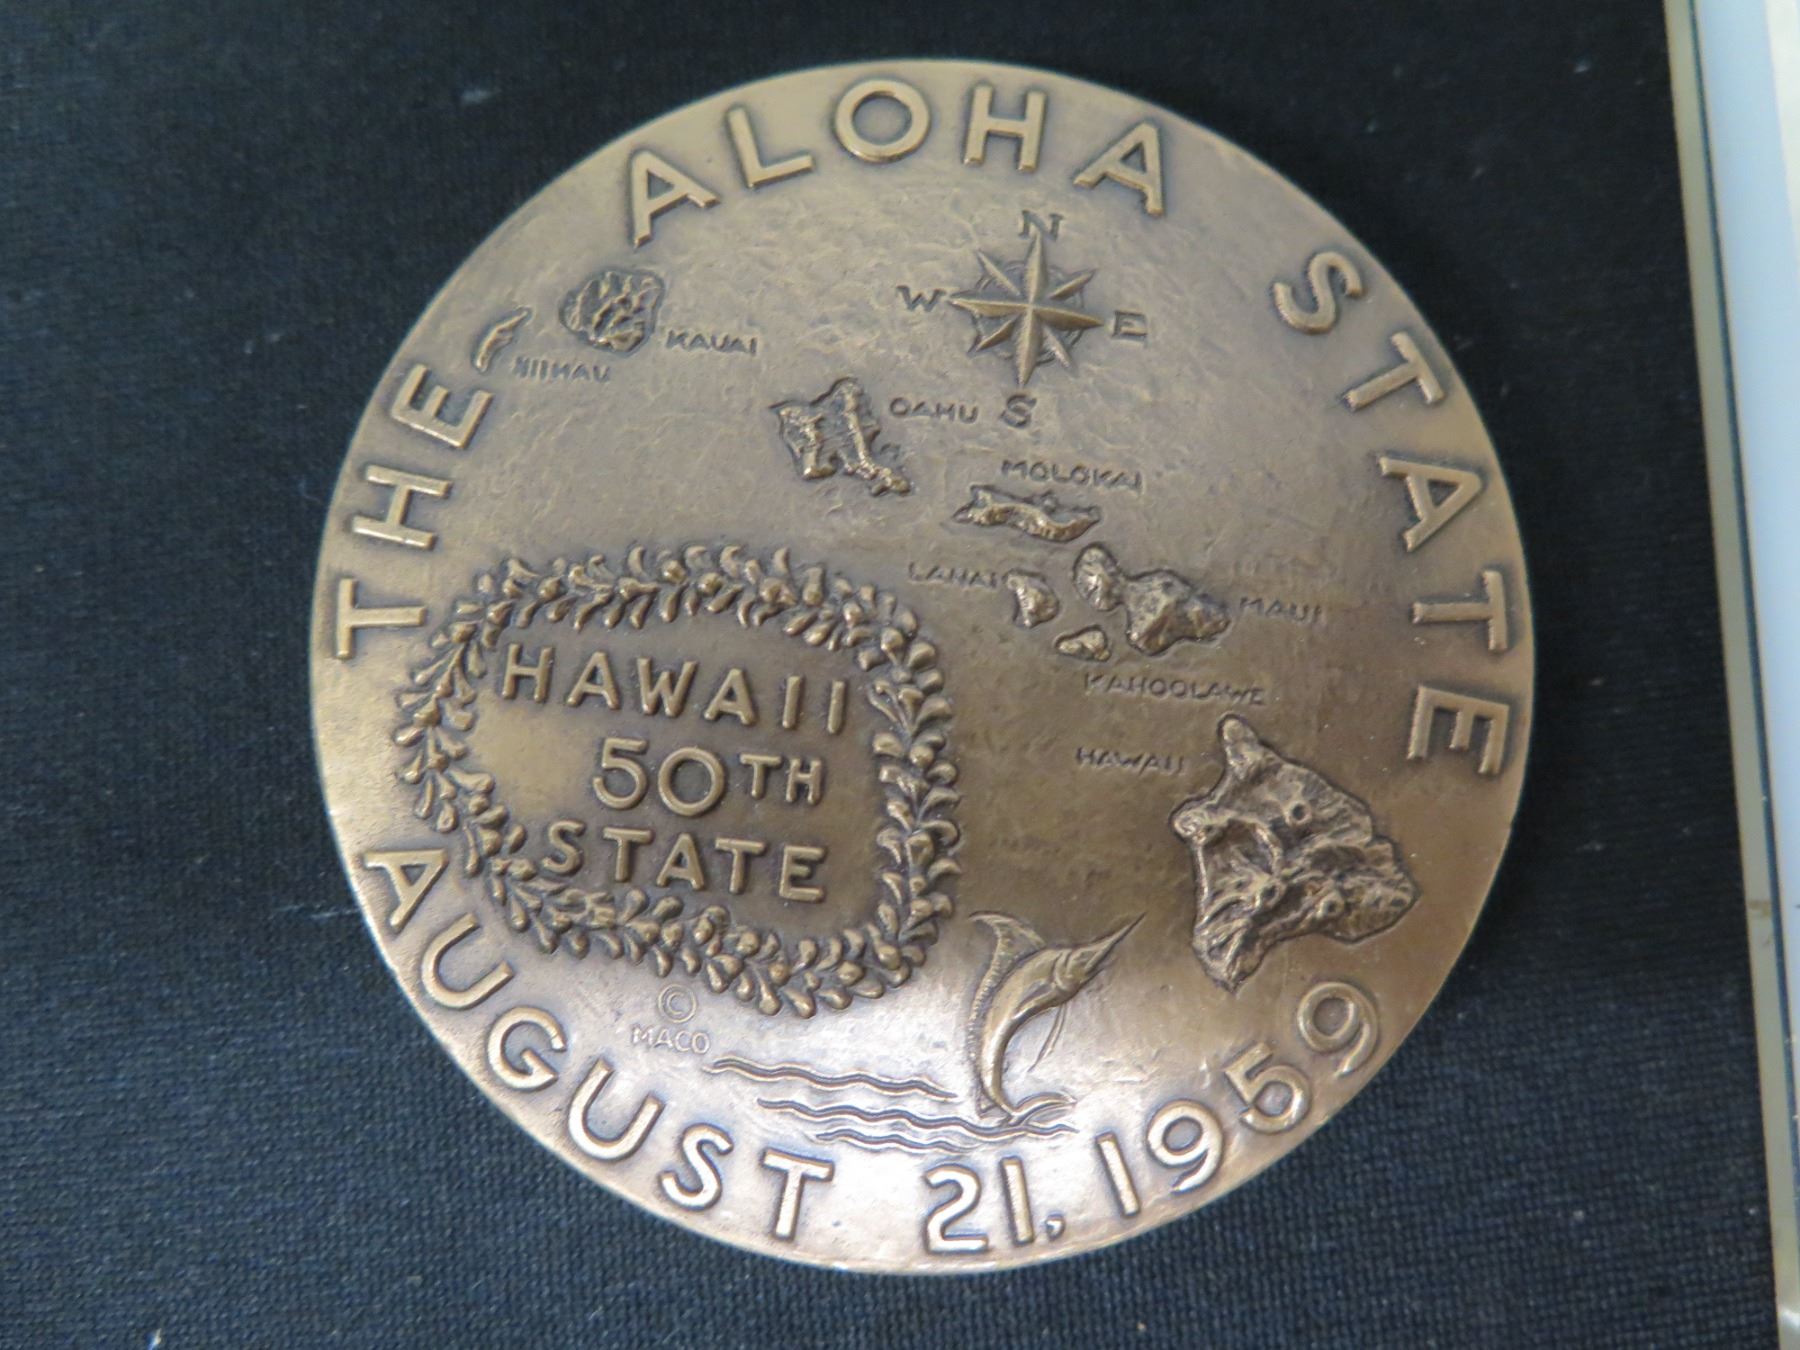 THE ALOHA STATE
N
W E
S
KAUAI
NIIHAU
OAHU
MOLOKAI
LANAI
MAUI
KAHOOLAWE
HAWAII
HAWAII
50TH
STATE
©
MACO
AUGUST 21, 1959